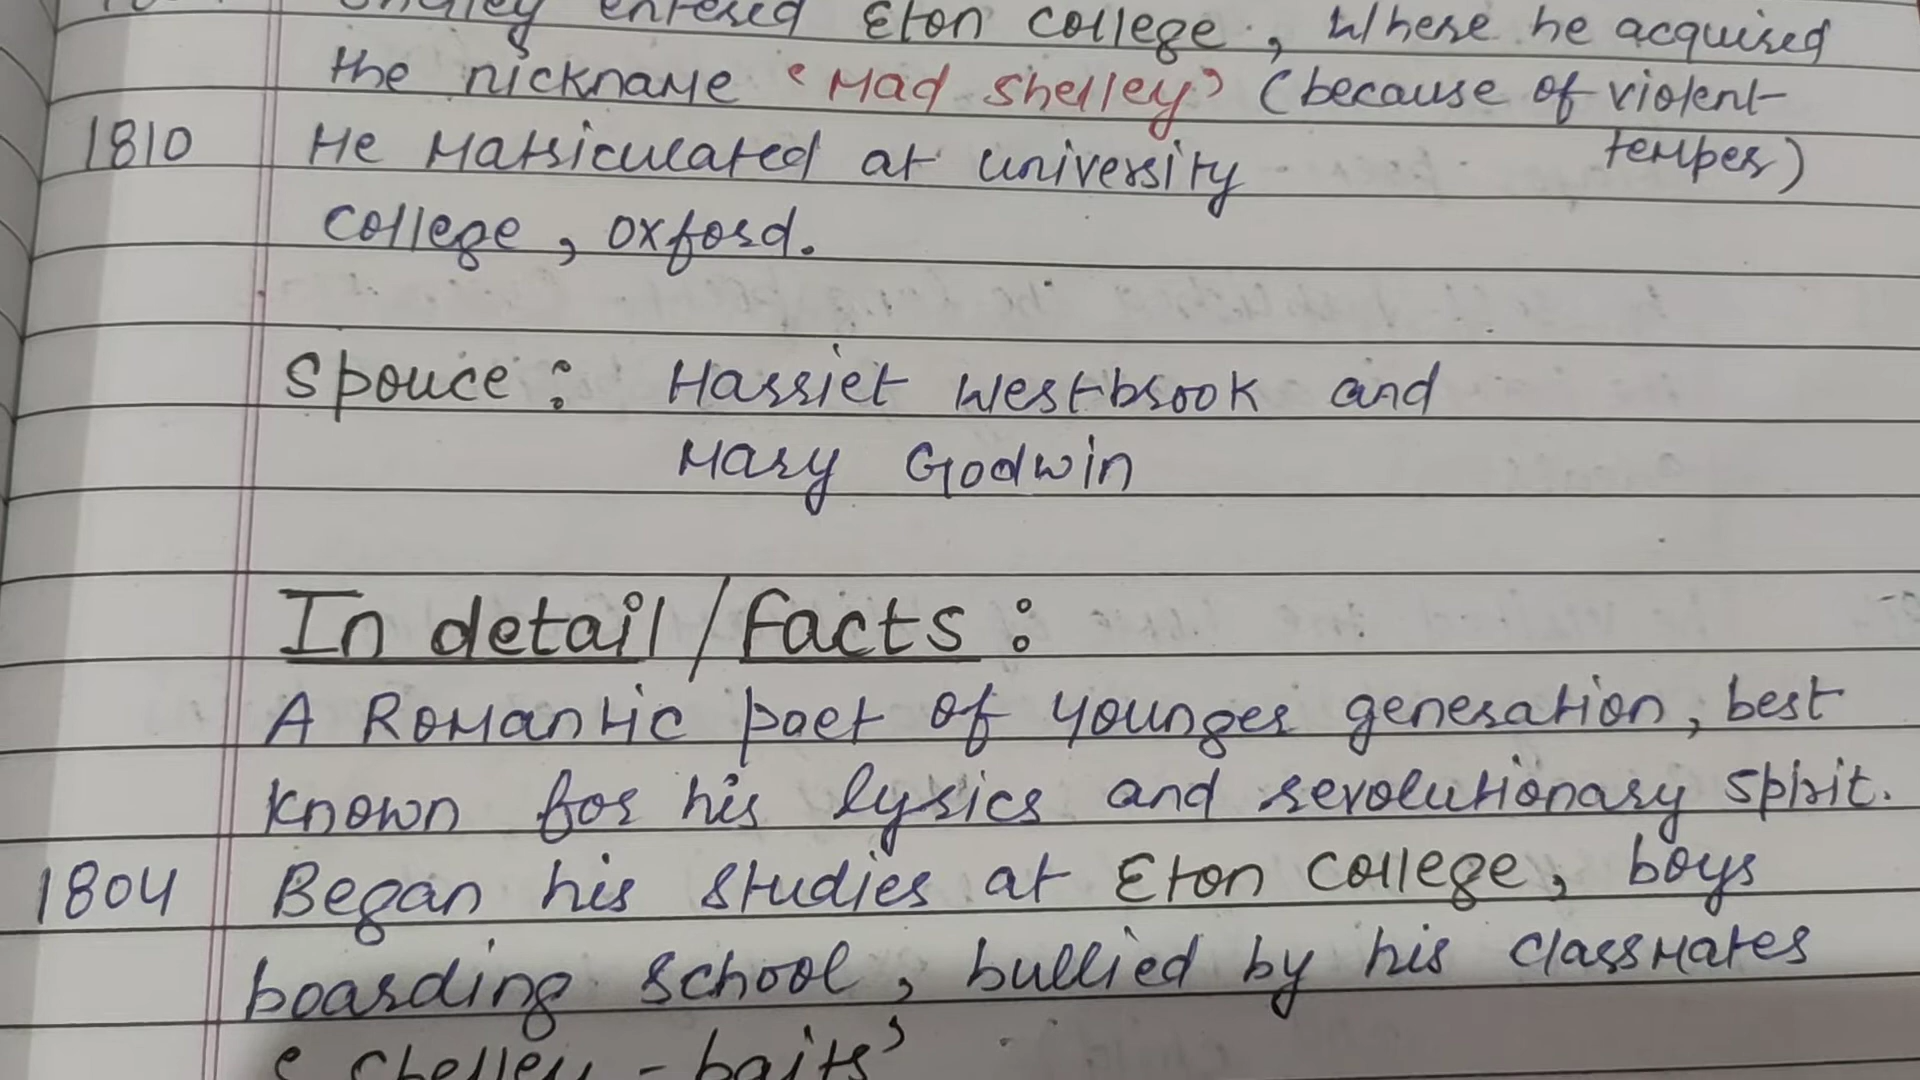 Shelley entered Eton college, Where he acquired
the nickname 'Mad Shelley' (because of violent
temper)
1810 He Matriculated at university
college, oxford.
Spouce: Harriet Westbrook and
Mary Godwin
In detail/facts:
A Romantic poet of younger generation, best
known for his lyrics and revolutionary spirit.
1804 Began his studies at Eton college, boys
boarding school, bullied by his classmates
'Shelley-baits'